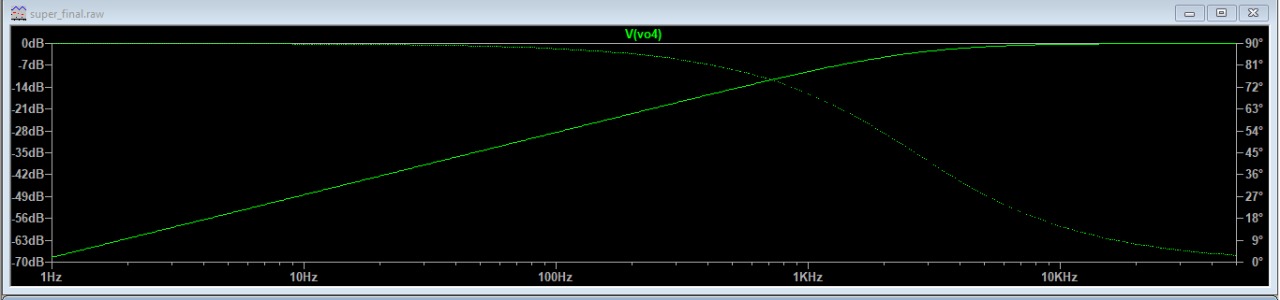 super_final.raw
V(vo4)
0dB 90°
-7dB 81°
-14dB 72°
-21dB 63°
-28dB 54°
-35dB 45°
-42dB 36°
-49dB 27°
-56dB 18°
-63dB 9°
-70dB 0°
1Hz 10Hz 100Hz 1KHz 10KHz